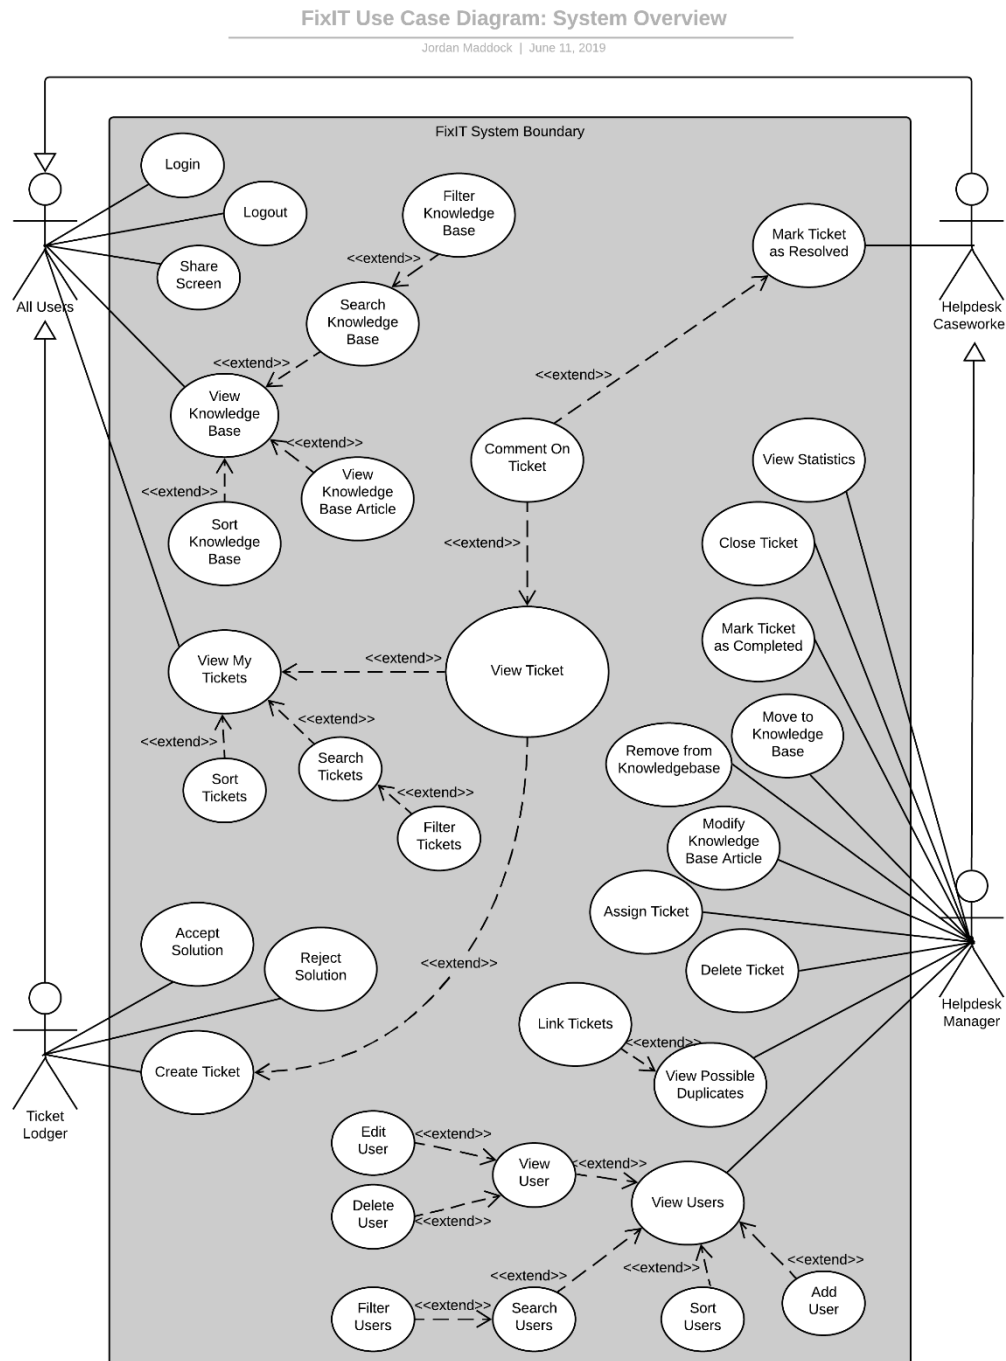 FixIT Use Case Diagram: System Overview
Jordan Maddock | June 11, 2019
FixIT System Boundary
Login
Logout
Share
Screen
All Users
Filter
Knowledge
Base
<<extend>>
Search
Knowledge
Base
<<extend>>
View
Knowledge
Base
<<extend>>
View
Knowledge
Base Article
<<extend>>
Sort
Knowledge
Base
Mark Ticket
as Resolved
Helpdesk
Caseworke
<<extend>>
Comment On
Ticket
<<extend>>
View Statistics
Close Ticket
Mark Ticket
as Completed
View My
Tickets
<<extend>>
View Ticket
<<extend>>
<<extend>>
Sort
Tickets
Search
Tickets
<<extend>>
Filter
Tickets
Move to
Knowledge
Base
Remove from
Knowledgebase
Modify
Knowledge
Base Article
Assign Ticket
Delete Ticket
Helpdesk
Manager
Accept
Solution
Reject
Solution
<<extend>>
Create Ticket
Ticket
Lodger
Link Tickets
<<extend>>
View Possible
Duplicates
Edit
User
<<extend>>
View
User
<<extend>>
Delete
User
<<extend>>
View Users
<<extend>>
<<extend>>
<<extend>>
Filter
Users
<<extend>>
Search
Users
Sort
Users
Add
User